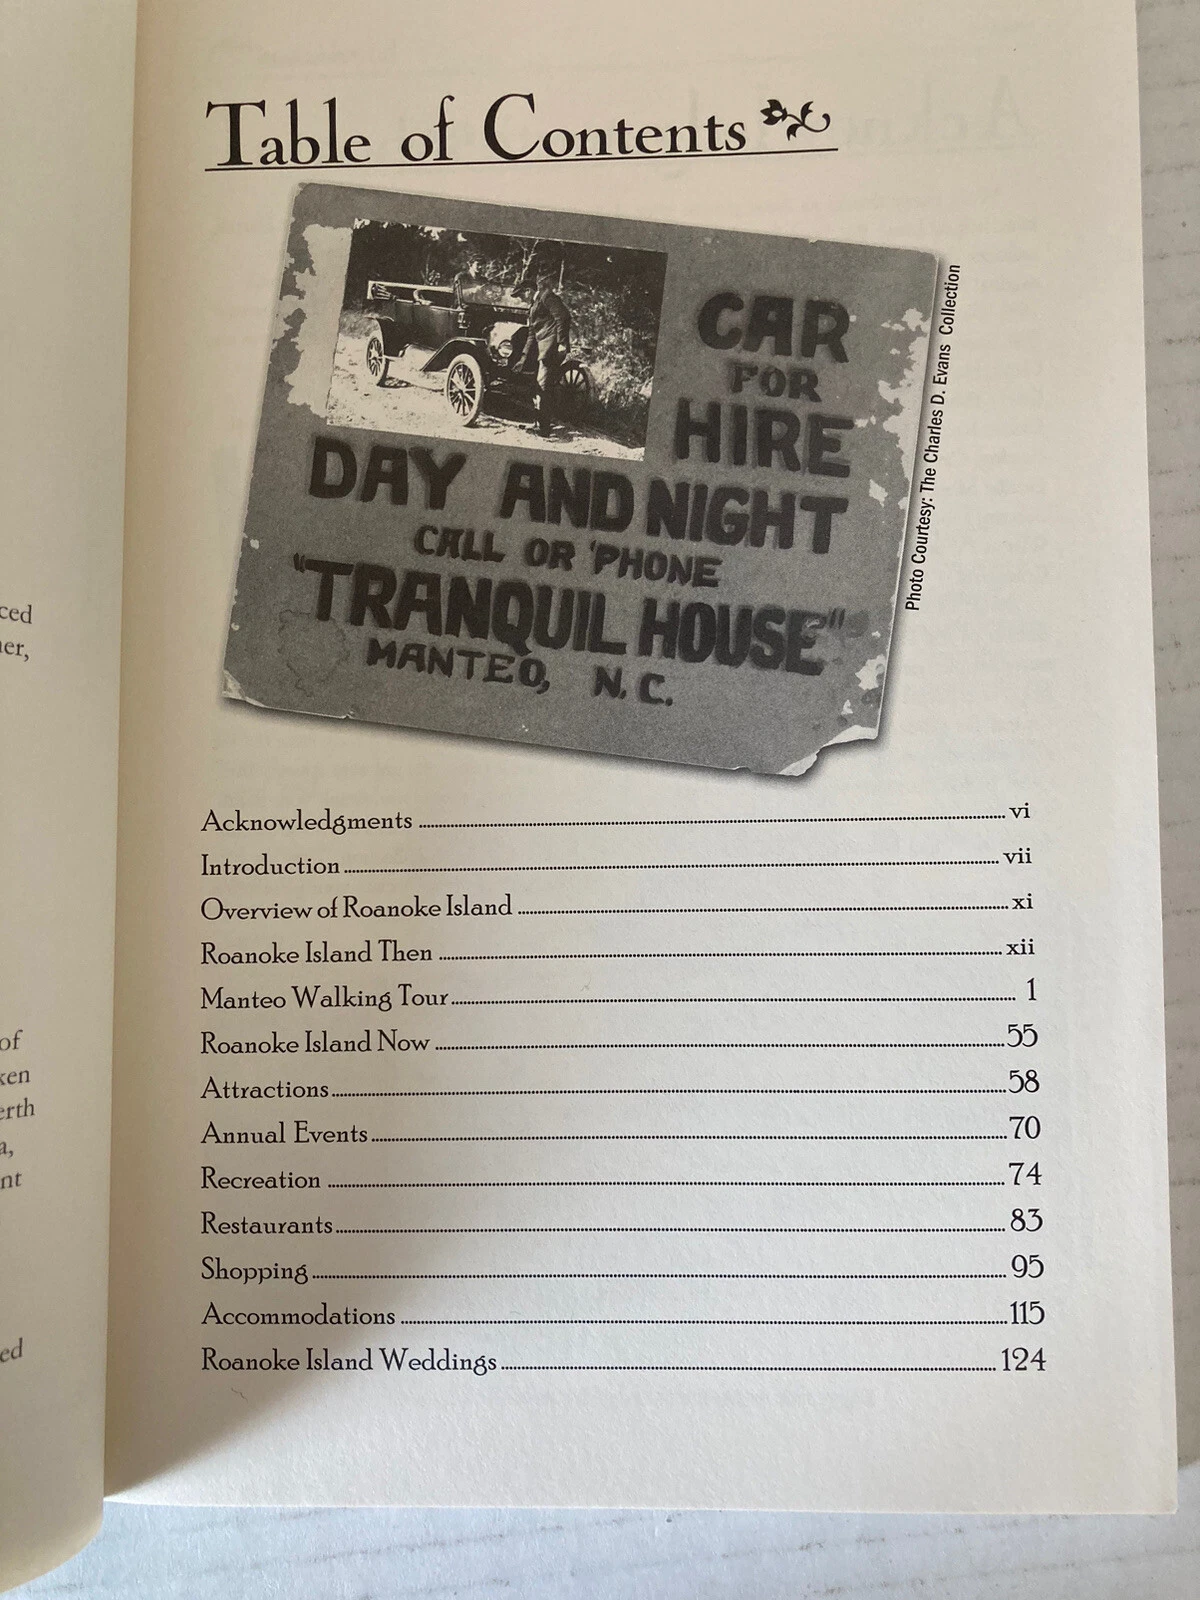 Table of Contents
CAR
FOR
HIRE
DAY AND NIGHT
CALL OR 'PHONE
"TRANQUIL HOUSE"
MANTEO, N.C.
Photo Courtesy: The Charles D. Evans Collection
Acknowledgments ... vi
Introduction ... vii
Overview of Roanoke Island ... xi
Roanoke Island Then ... xii
Manteo Walking Tour ... 1
Roanoke Island Now ... 55
Attractions ... 58
Annual Events ... 70
Recreation ... 74
Restaurants ... 83
Shopping ... 95
Accommodations ... 115
Roanoke Island Weddings ... 124
of
nt